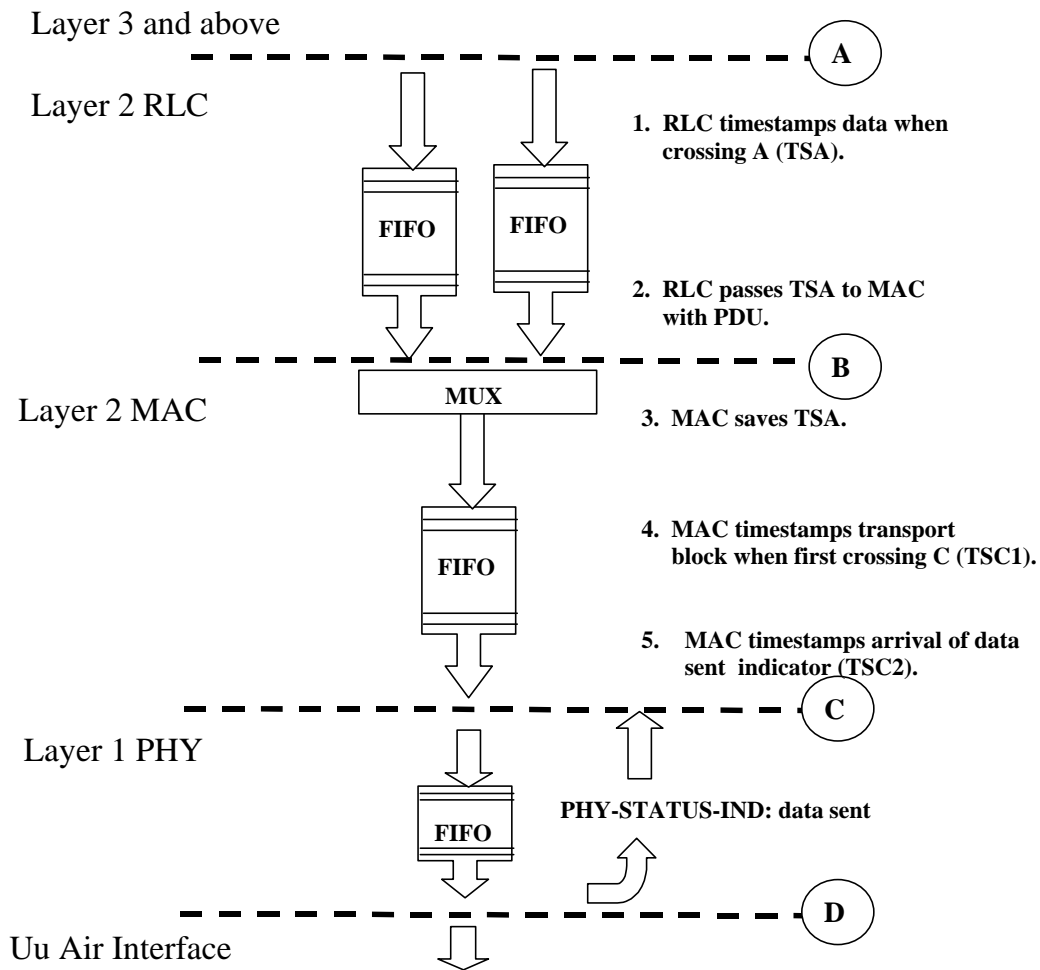 Layer 3 and above
A
Layer 2 RLC
1. RLC timestamps data when
crossing A (TSA).
FIFO
FIFO
2. RLC passes TSA to MAC
with PDU.
B
MUX
Layer 2 MAC
3. MAC saves TSA.
4. MAC timestamps transport
block when first crossing C (TSC1).
FIFO
5. MAC timestamps arrival of data
sent indicator (TSC2).
C
Layer 1 PHY
PHY-STATUS-IND: data sent
FIFO
D
Uu Air Interface